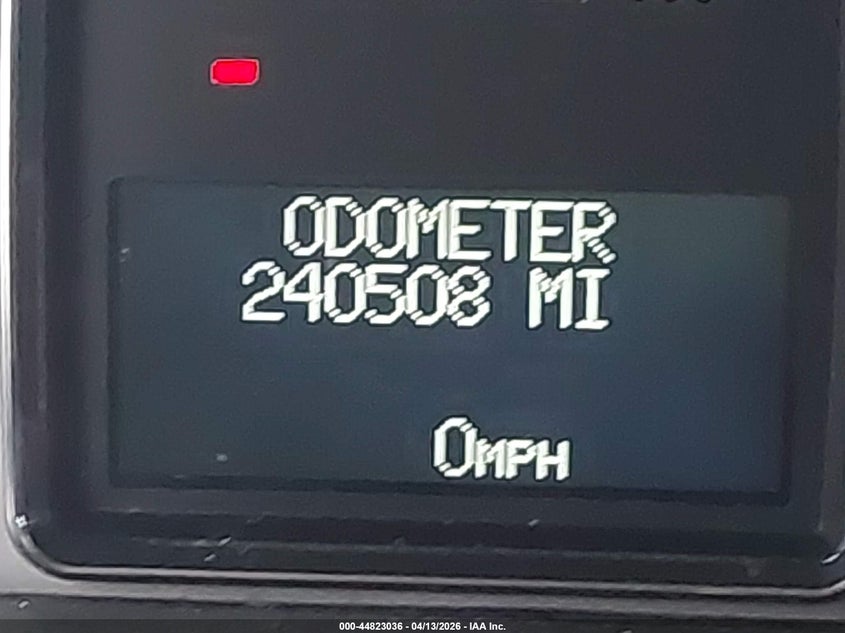 ODOMETER
240508 MI
0MPH
000-44823036 - 04/13/2026 - IAA Inc.